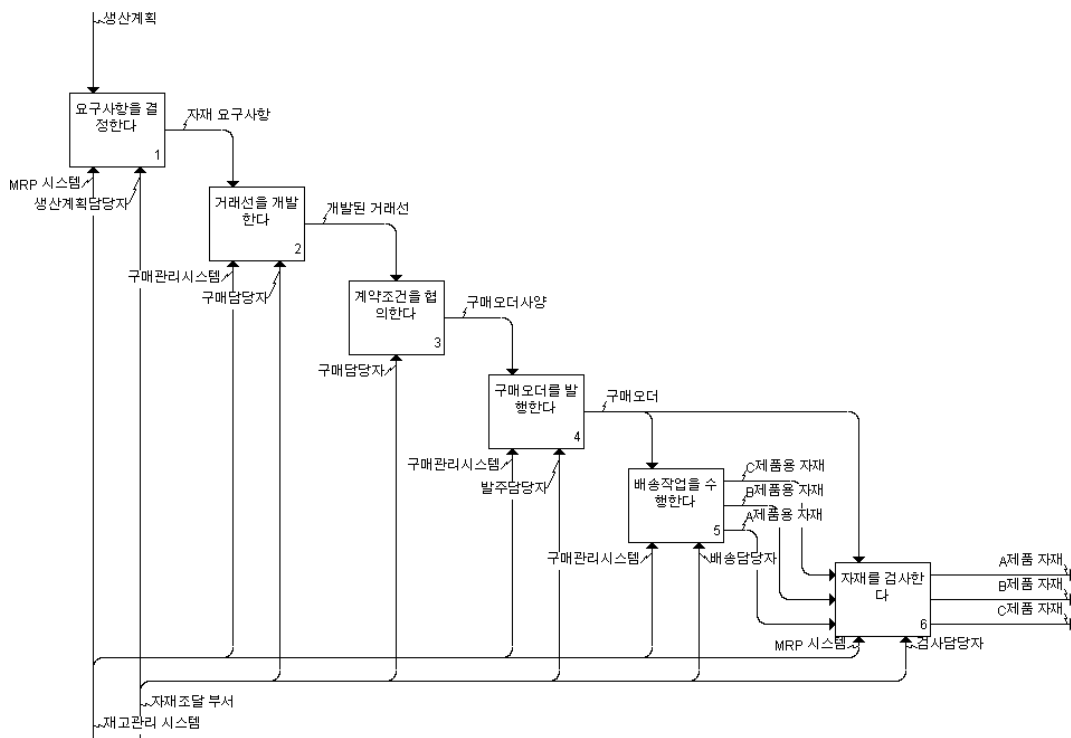 생산계획
요구사항을 결
정한다
1
자재 요구사항
MRP 시스템
생산계획담당자
거래선을 개발
한다
2
개발된 거래선
구매관리시스템
구매담당자
계약조건을 협
의한다
3
구매오더사양
구매담당자
구매오더를 발
행한다
4
구매오더
구매관리시스템
발주담당자
배송작업을 수
행한다
5
C제품용 자재
B제품용 자재
A제품용 자재
구매관리시스템
배송담당자
자재를 검사한
다
6
A제품 자재
B제품 자재
C제품 자재
MRP 시스템
검사담당자
자재조달 부서
재고관리 시스템